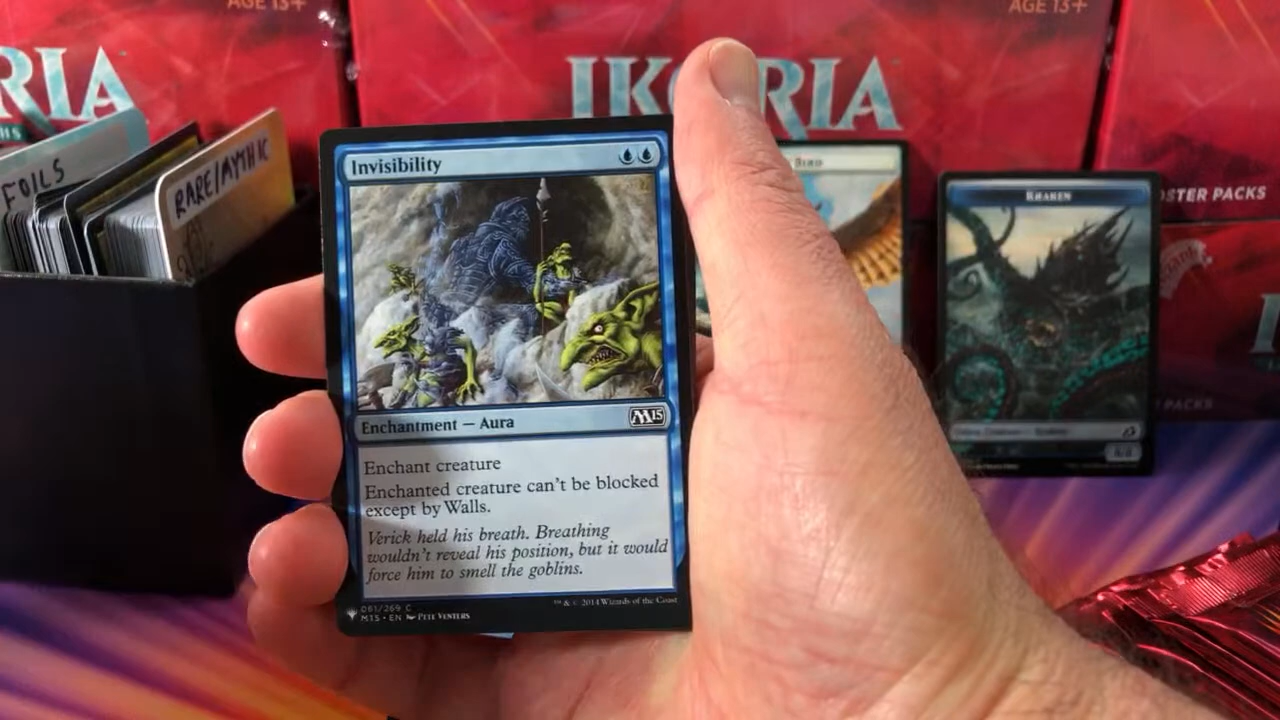 AGE 13+
AGE 13+
RIA
IKORIA
FOILS
RARE/MYTHIC
BIRD
KRAKEN
STER PACKS
PACKS
Invisibility
Enchantment — Aura
M15
Enchant creature
Enchanted creature can't be blocked
except by Walls.
Verick held his breath. Breathing
wouldn't reveal his position, but it would
force him to smell the goblins.
061/269 C
M15 • EN PETE VENTERS
™ & © 2014 Wizards of the Coast
8/8